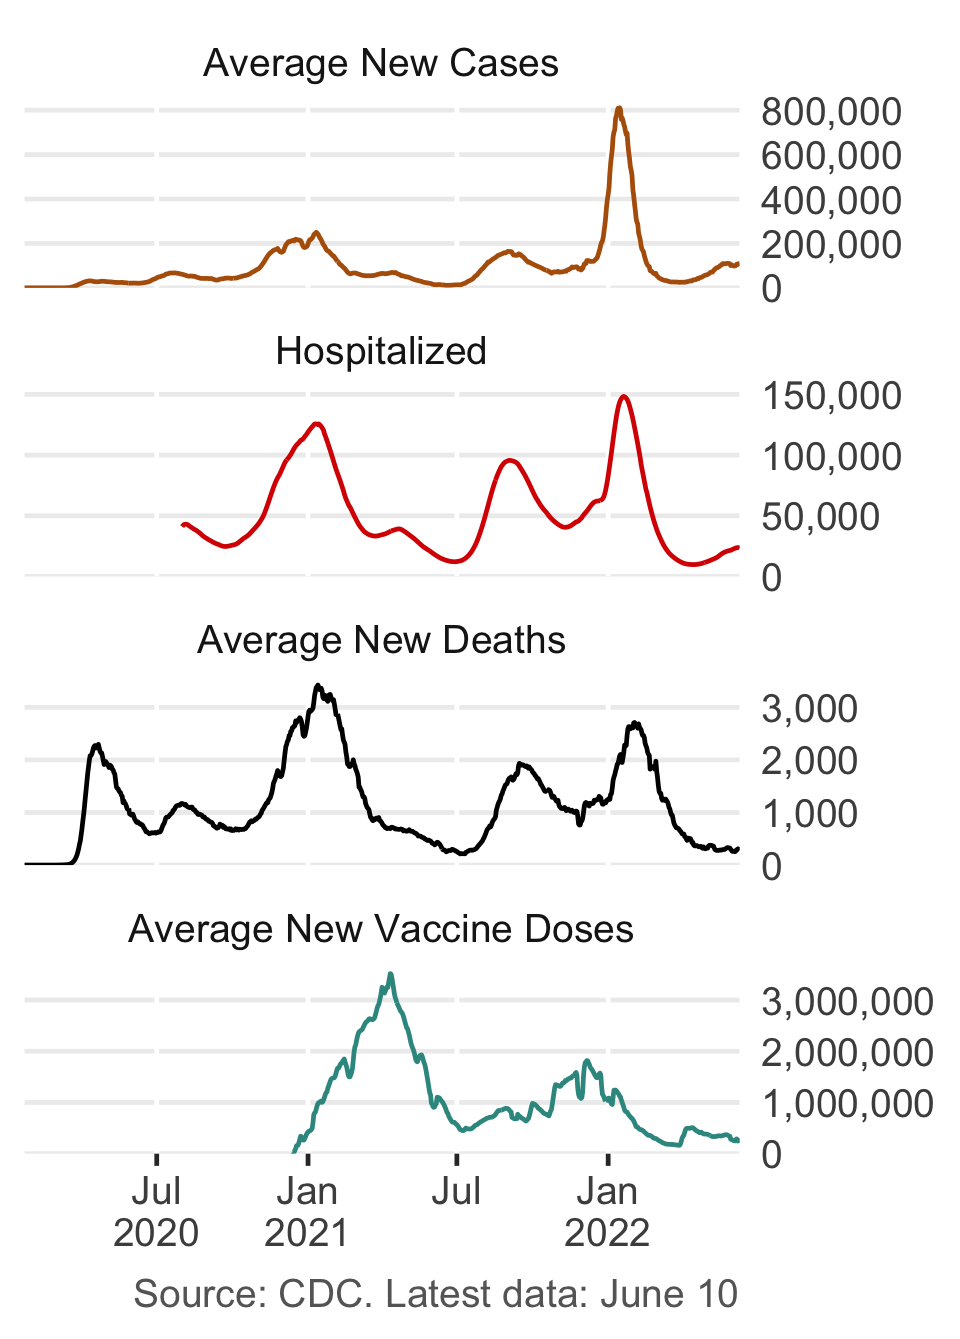 Average New Cases
800,000
600,000
400,000
200,000
0
Hospitalized
150,000
100,000
50,000
0
Average New Deaths
3,000
2,000
1,000
0
Average New Vaccine Doses
3,000,000
2,000,000
1,000,000
0
Jul Jan Jul Jan
2020 2021 2022
Source: CDC. Latest data: June 10